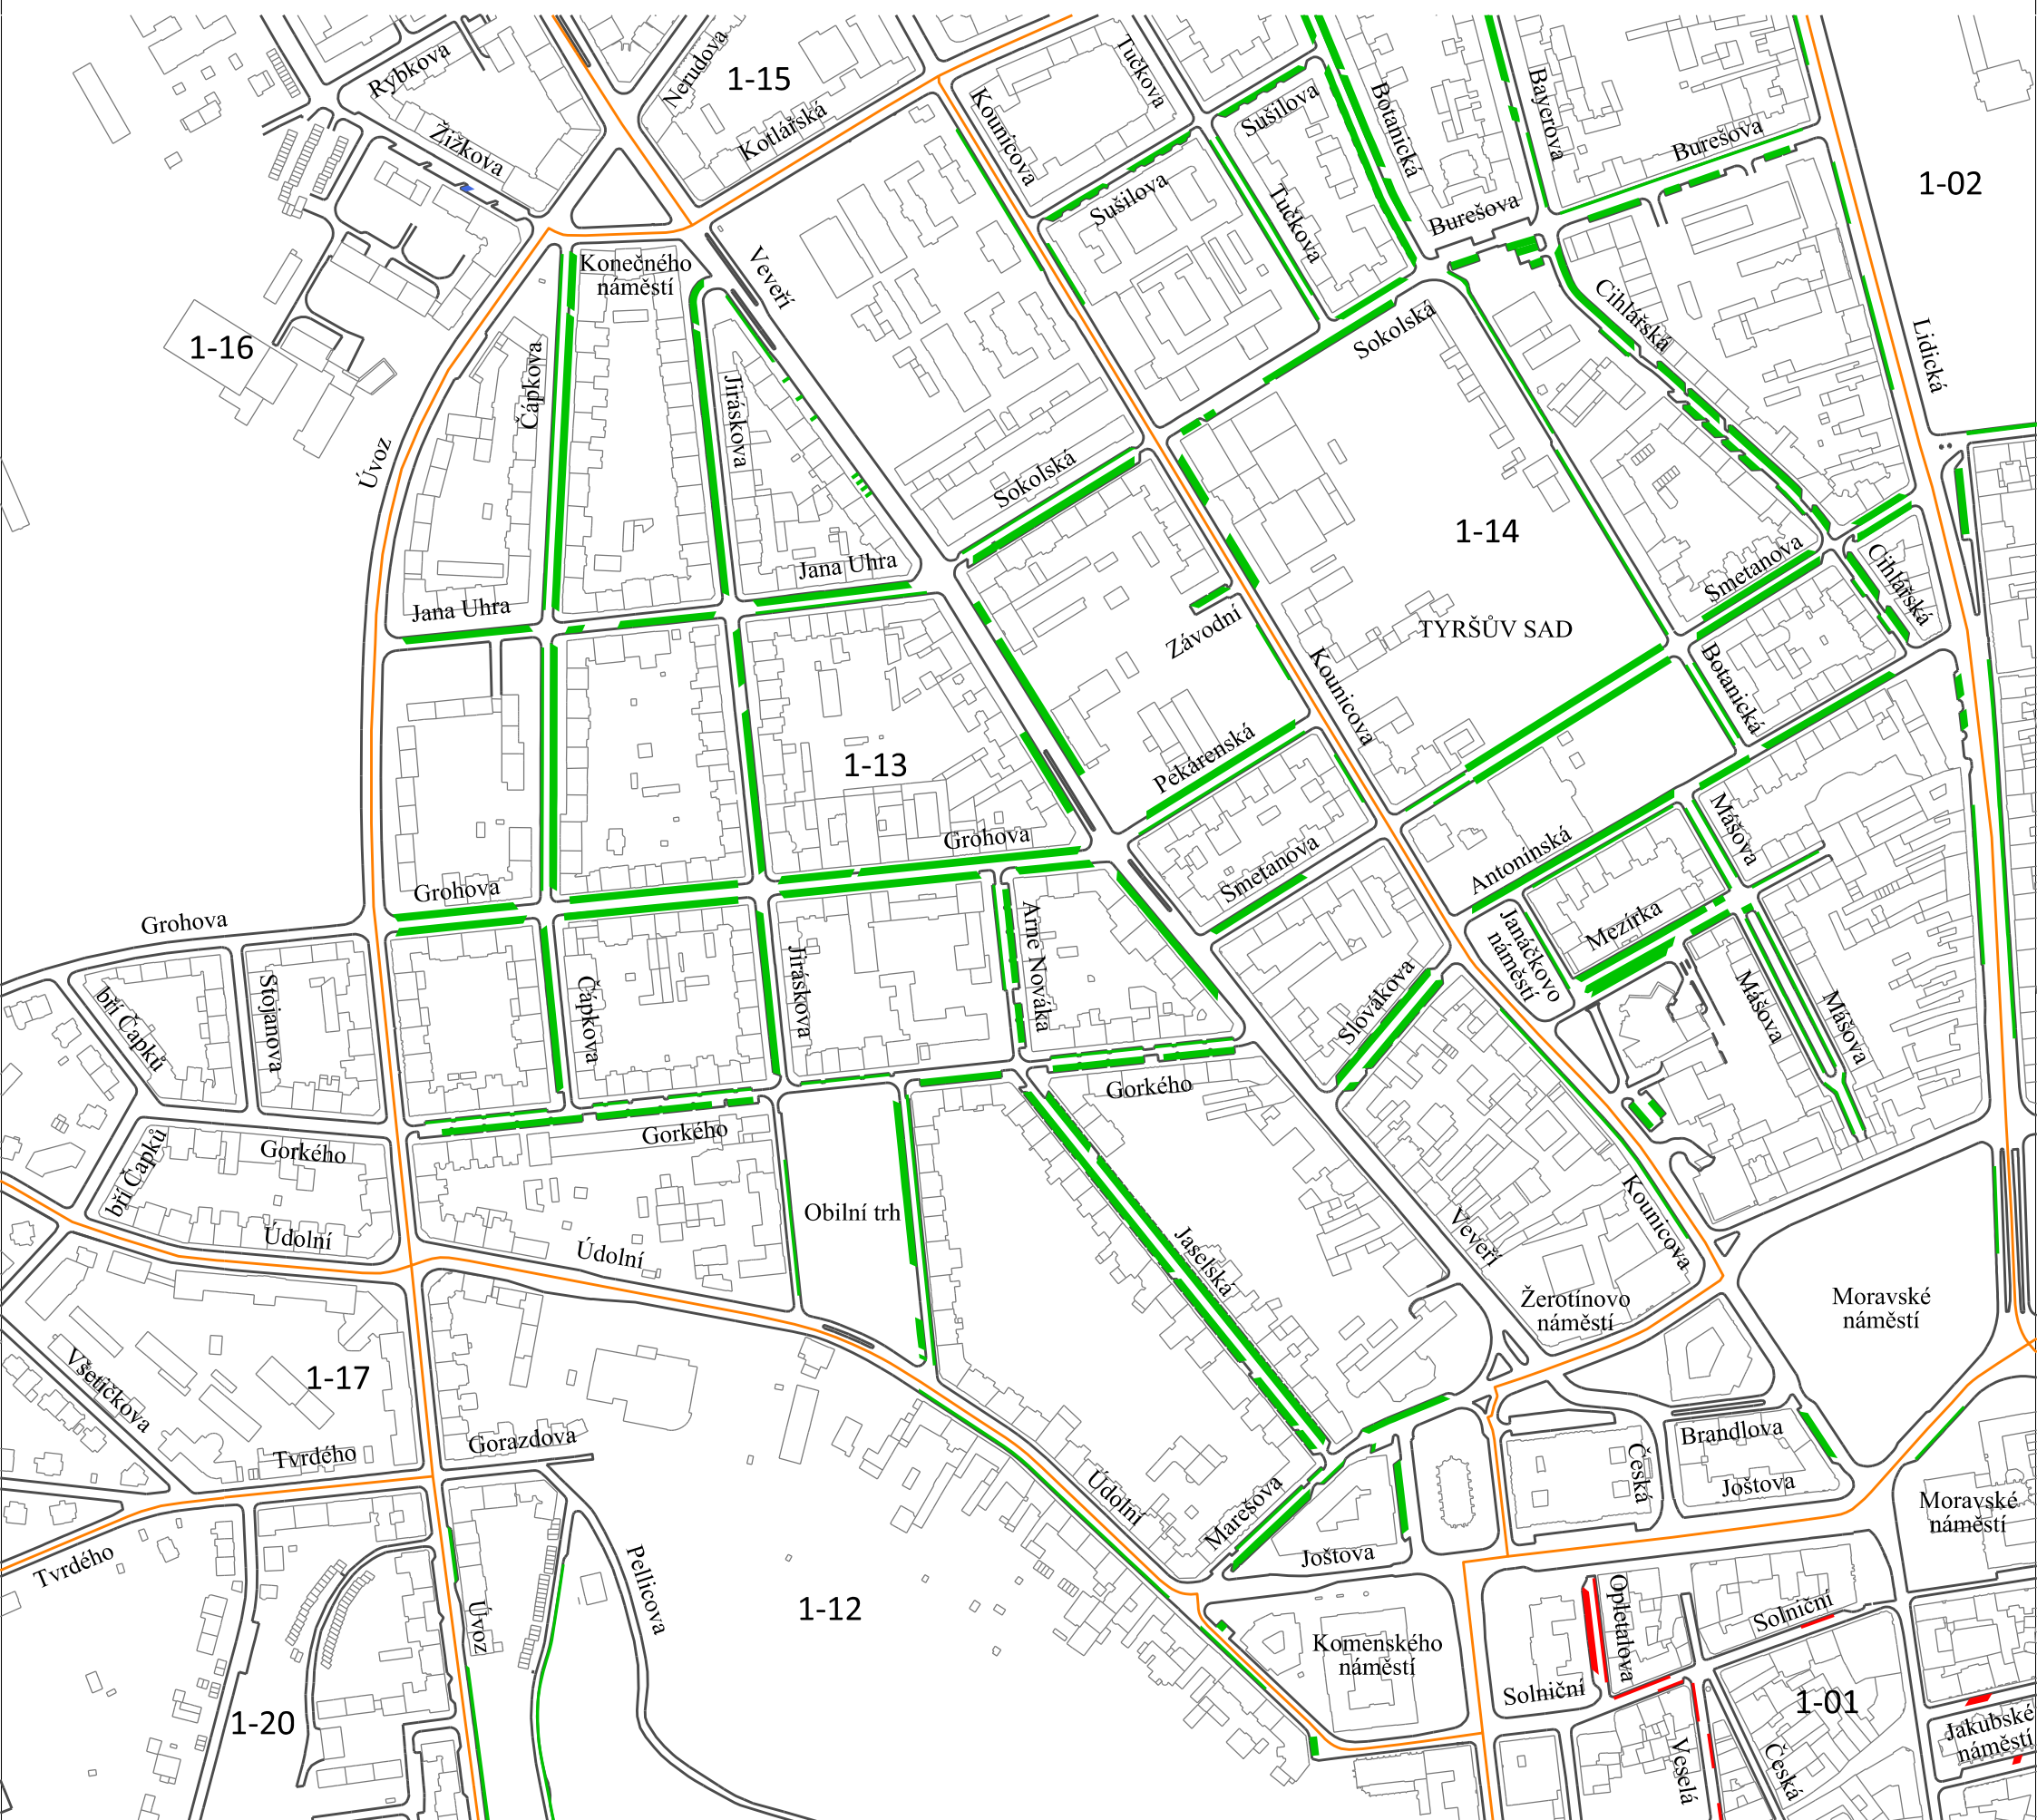 Rybkova
Nerudova
1-15
Tučkova
Kounicova
Kotlářská
Žižkova
Sušilova
Botanická
Bayerova
Burešova
1-02
Sušilova
Tučkova
Burešova
Konečného
náměstí
Veveří
Cihlářská
Sokolská
Lidická
1-16
Čápkova
Jiráskova
Úvoz
Sokolská
1-14
Jana Uhra
Smetanova
Cihlářská
Jana Uhra
Závodní
TYRŠŮV SAD
Kounicova
Botanická
1-13
Pekárenská
Mášova
Grohova
Smetanova
Antonínská
Grohova
Grohova
Mezírka
Janáčkovo
náměstí
Arne Nováka
Stojanova
bří Čapků
Čápkova
Jiráskova
Slovákova
Mášova
Mášova
Gorkého
Gorkého
Gorkého
bří Čapků
Obilní trh
Údolní
Údolní
Jaselská
Veveří
Kounicova
Žerotínovo
náměstí
Moravské
náměstí
1-17
Všetičkova
Tvrdého
Gorazdova
Brandlova
Česká
Joštova
Údolní
Marešova
Joštova
Moravské
náměstí
Tvrdého
Pellicova
Úvoz
1-12
Komenského
náměstí
Opletalova
Solniční
Solniční
1-01
1-20
Jakubské
náměstí
Veselá
Česká